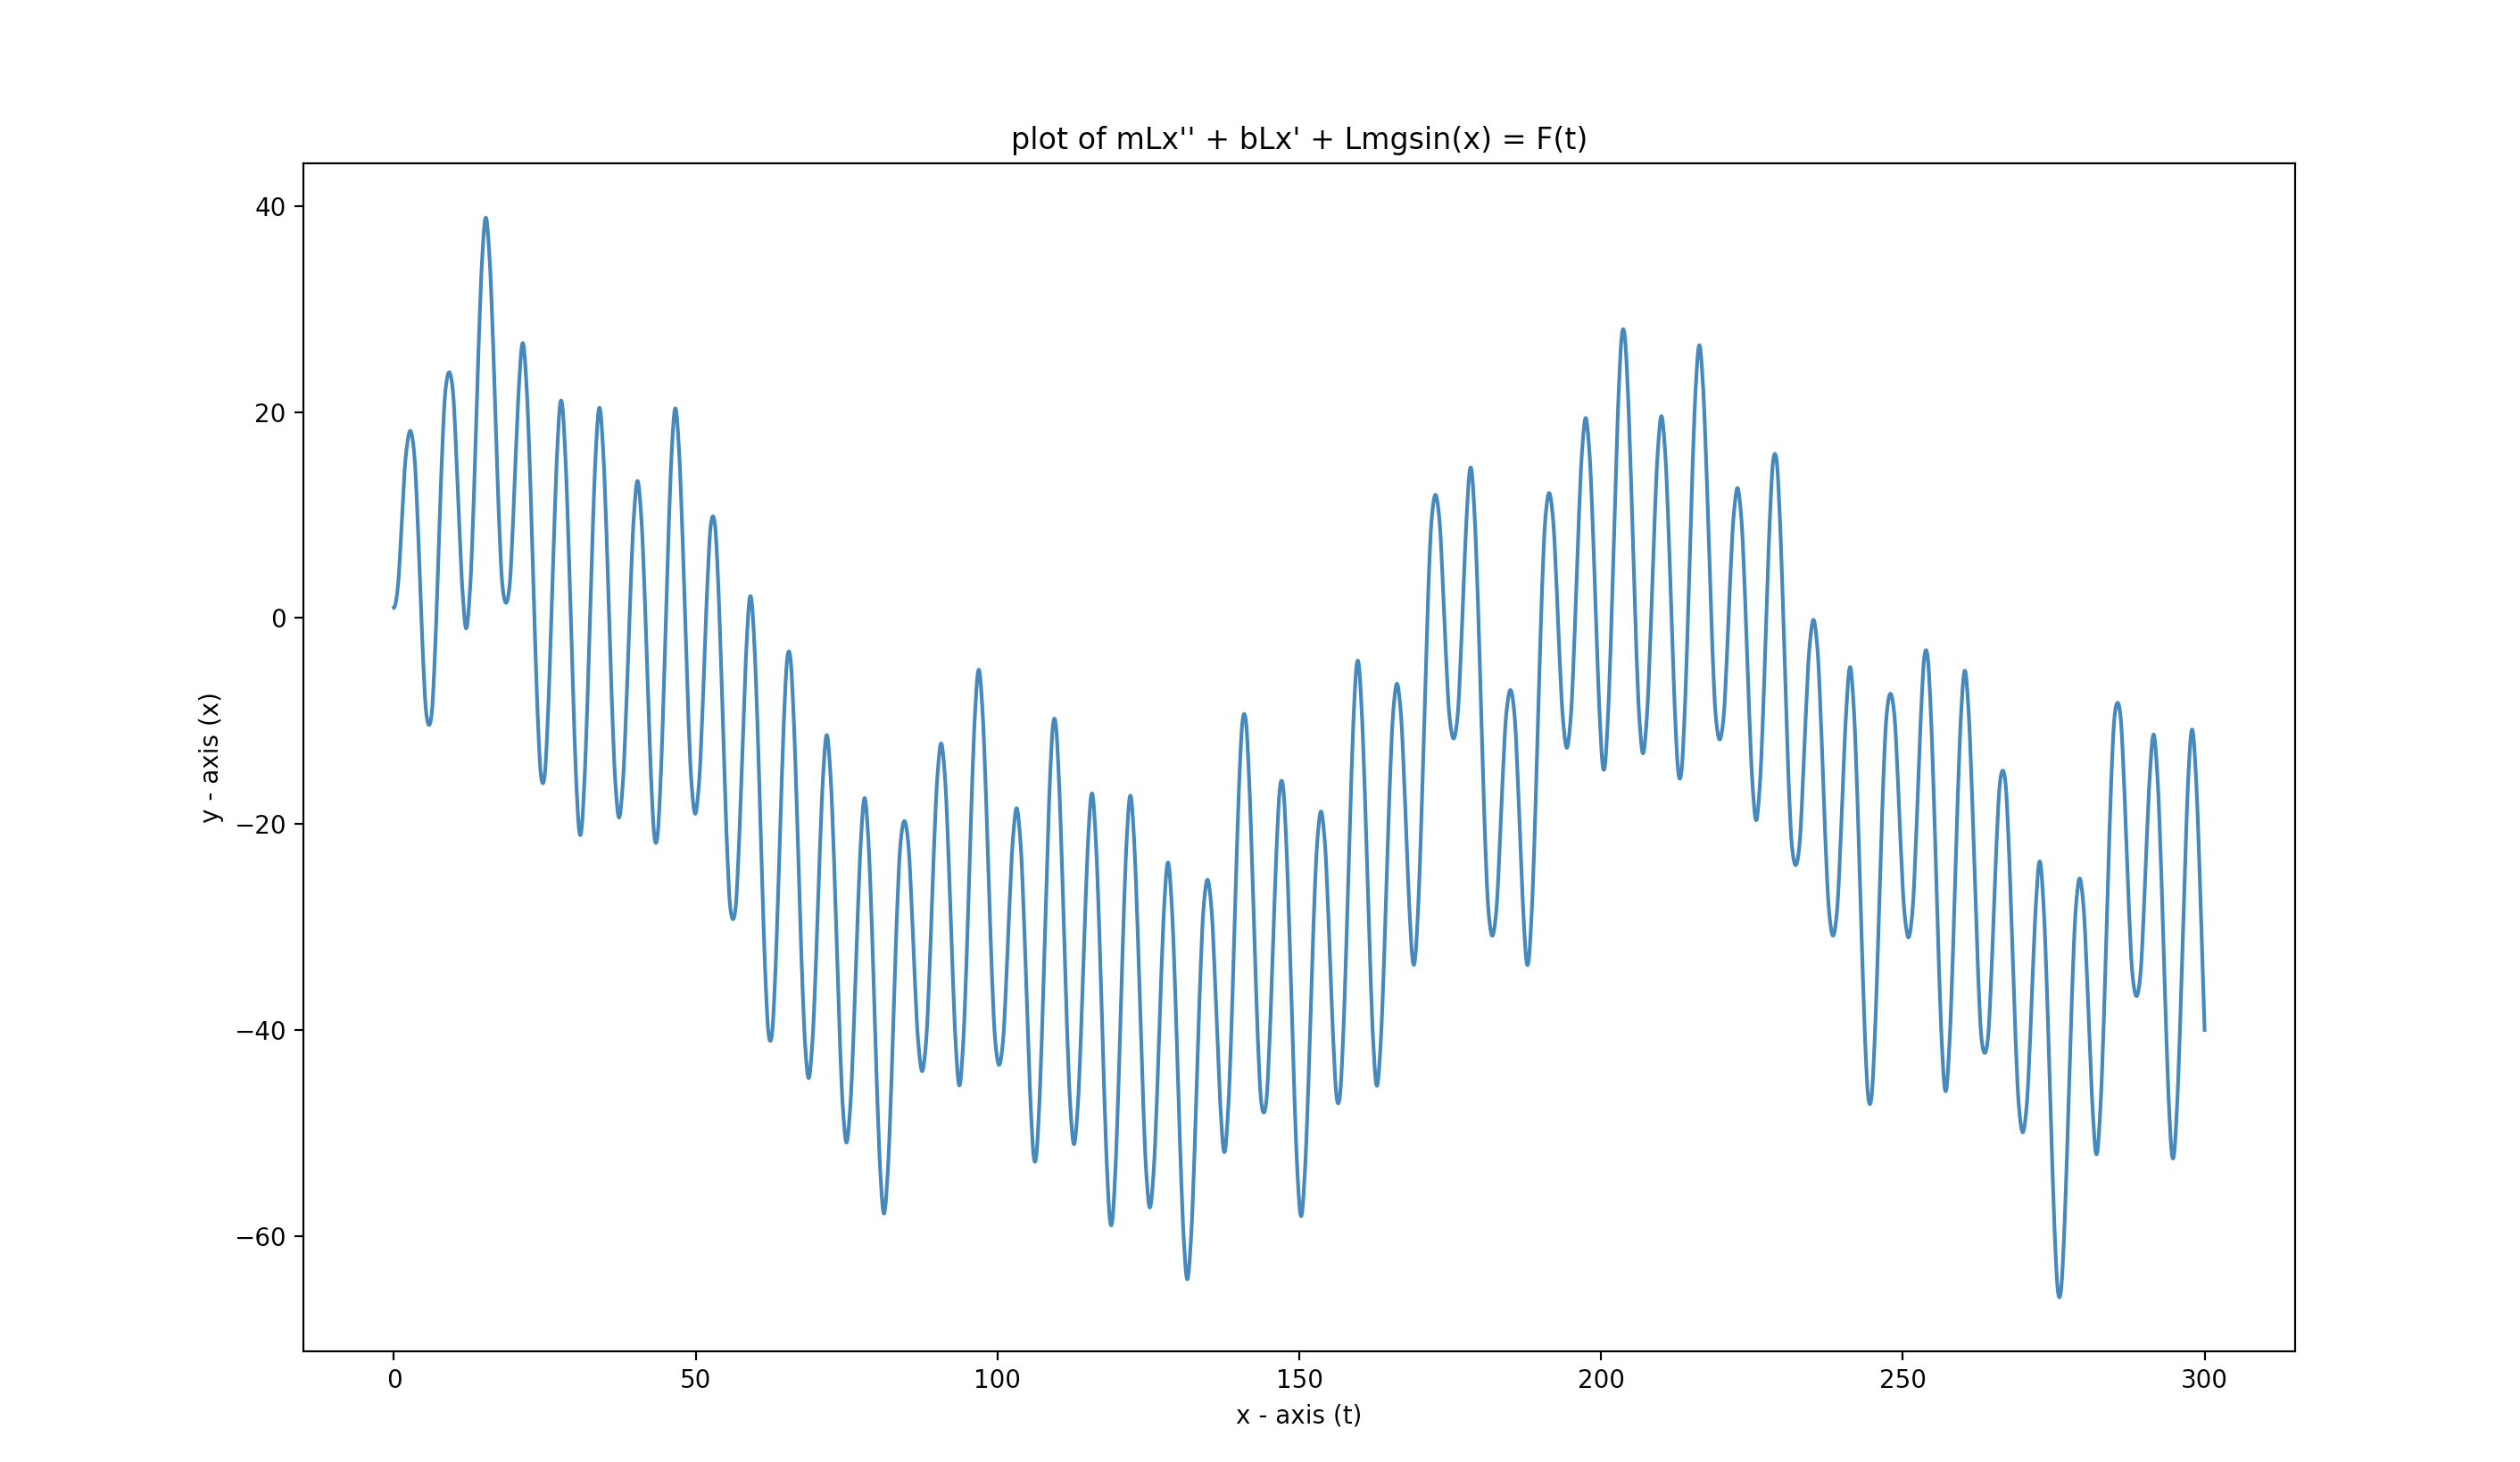 plot of mLx'' + bLx' + Lmgsin(x) = F(t)
40
20
0
−20
−40
−60
y - axis (x)
0 50 100 150 200 250 300
x - axis (t)